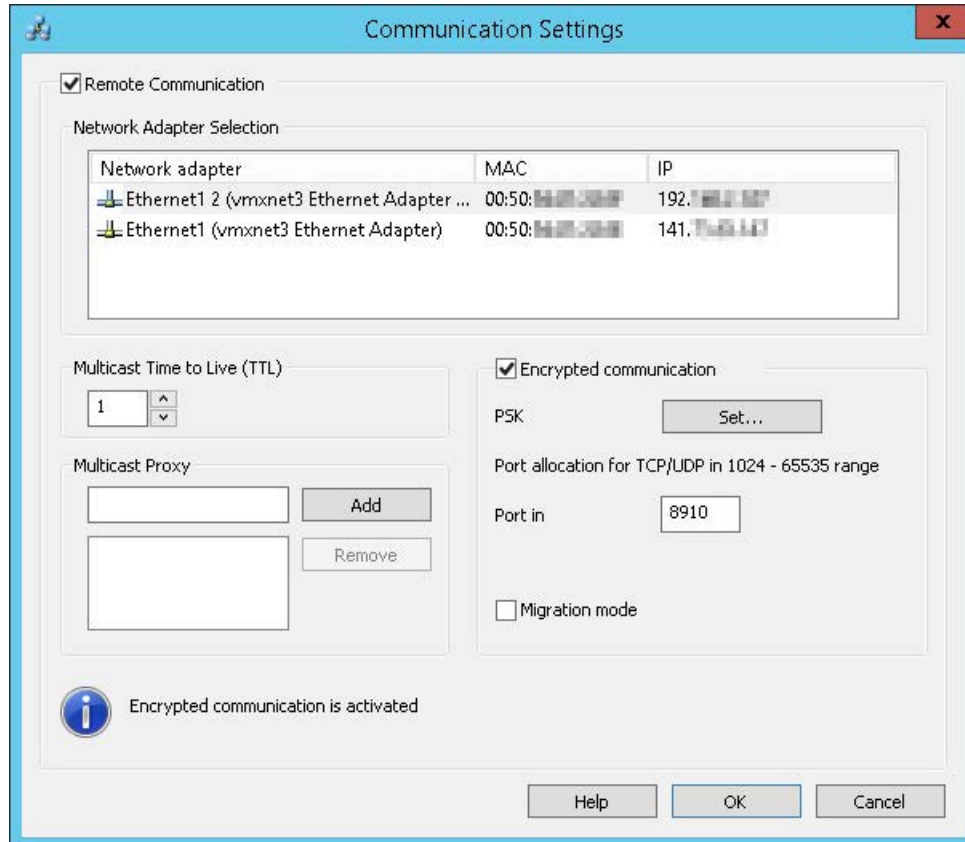 Communication Settings
x
Remote Communication
Network Adapter Selection
Network adapter MAC IP
Ethernet1 2 (vmxnet3 Ethernet Adapter ... 00:50: 192.
Ethernet1 (vmxnet3 Ethernet Adapter) 00:50: 141.
Multicast Time to Live (TTL)
1
Multicast Proxy
Add
Remove
Encrypted communication
PSK Set...
Port allocation for TCP/UDP in 1024 - 65535 range
Port in 8910
Migration mode
i
Encrypted communication is activated
Help OK Cancel